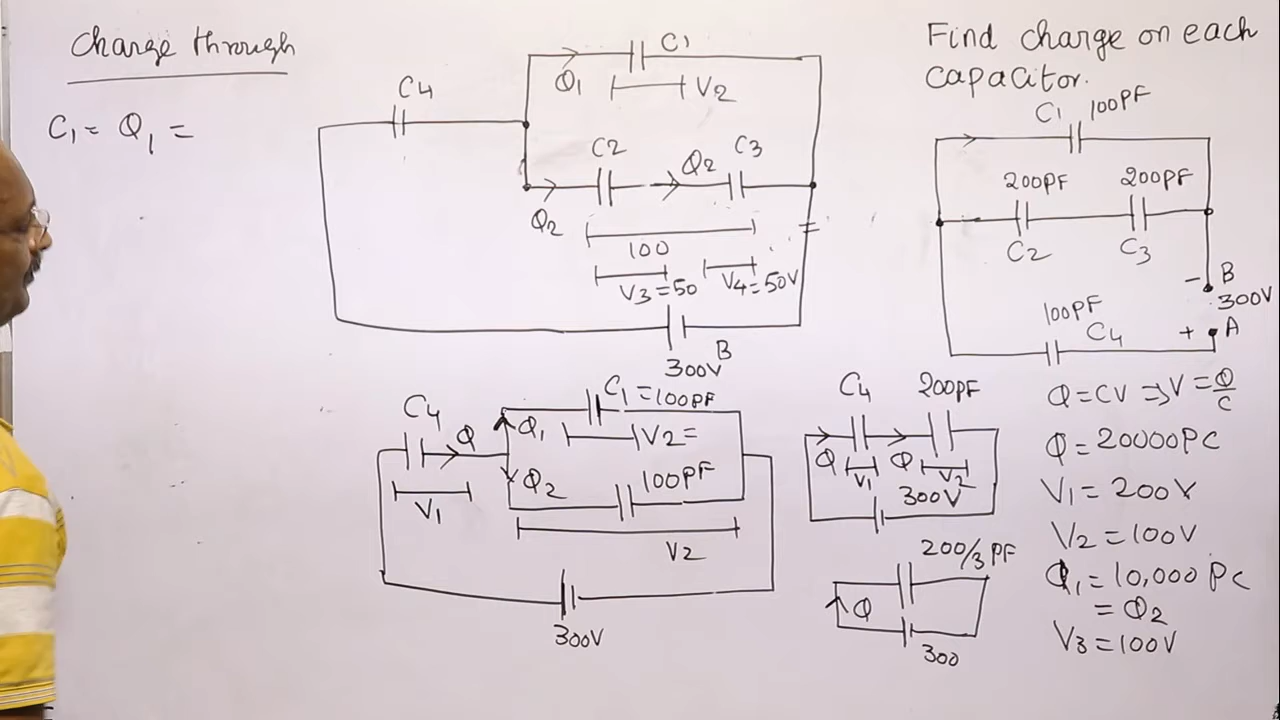 Charge through
C1 = Q1 =
C4
C1
Q1
V2
C2
Q2
C3
Q2
100
V3 = 50
V4 = 50V
B
300V
Find charge on each
capacitor.
C1 100PF
200PF
200PF
C2
C3
- B
300V
100PF
+ A
C4
C4
C1 = 100PF
Q
Q1
V2 =
V1
Q2
100PF
V2
300V
C4
200PF
Q
Q
V1
V2
300V
200/3 PF
Q
300
Q = CV => V = Q/C
Q = 20000PC
V1 = 200V
V2 = 100V
Q1 = 10,000 PC
= Q2
V3 = 100V